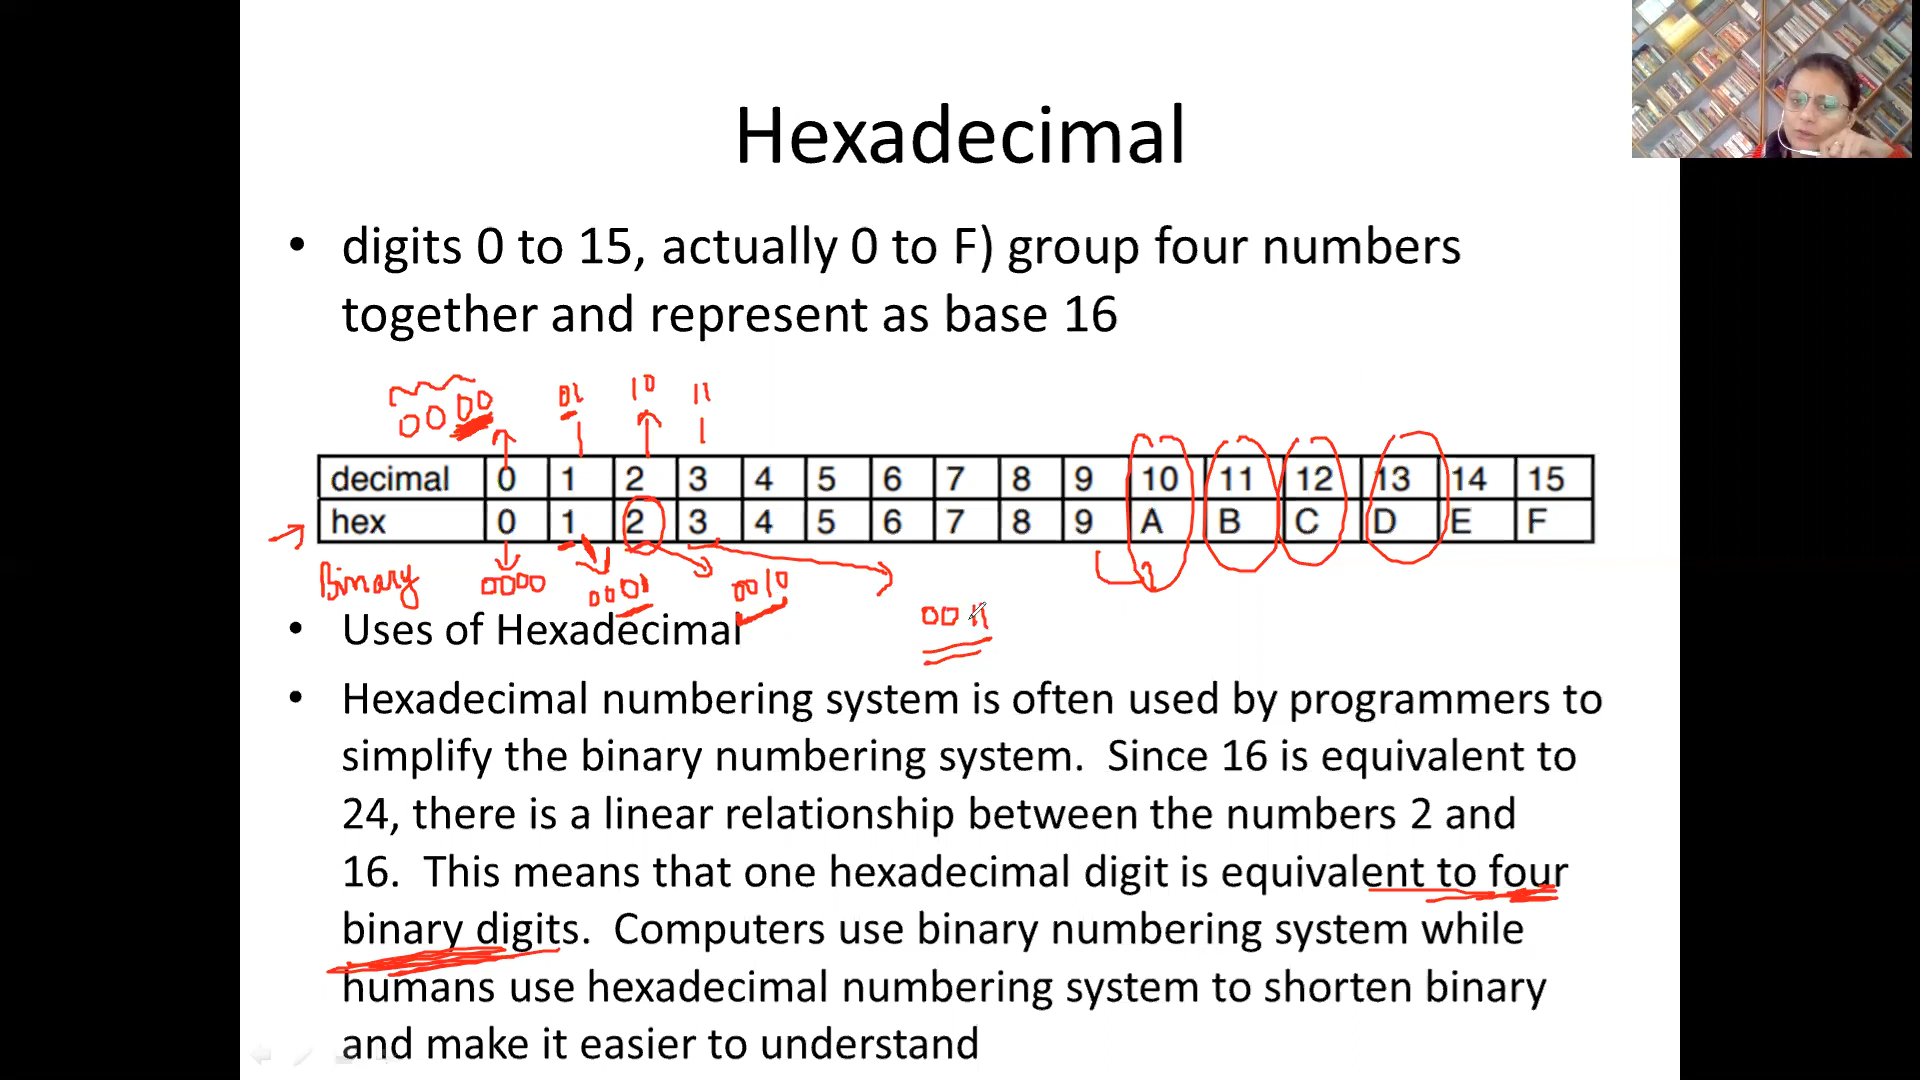 Hexadecimal
• digits 0 to 15, actually 0 to F) group four numbers
together and represent as base 16
0000 01 10 11
decimal 0 1 2 3 4 5 6 7 8 9 10 11 12 13 14 15
hex 0 1 2 3 4 5 6 7 8 9 A B C D E F
Binary 0000 0001 0010 0011
• Uses of Hexadecimal
• Hexadecimal numbering system is often used by programmers to
simplify the binary numbering system. Since 16 is equivalent to
24, there is a linear relationship between the numbers 2 and
16. This means that one hexadecimal digit is equivalent to four
binary digits. Computers use binary numbering system while
humans use hexadecimal numbering system to shorten binary
and make it easier to understand